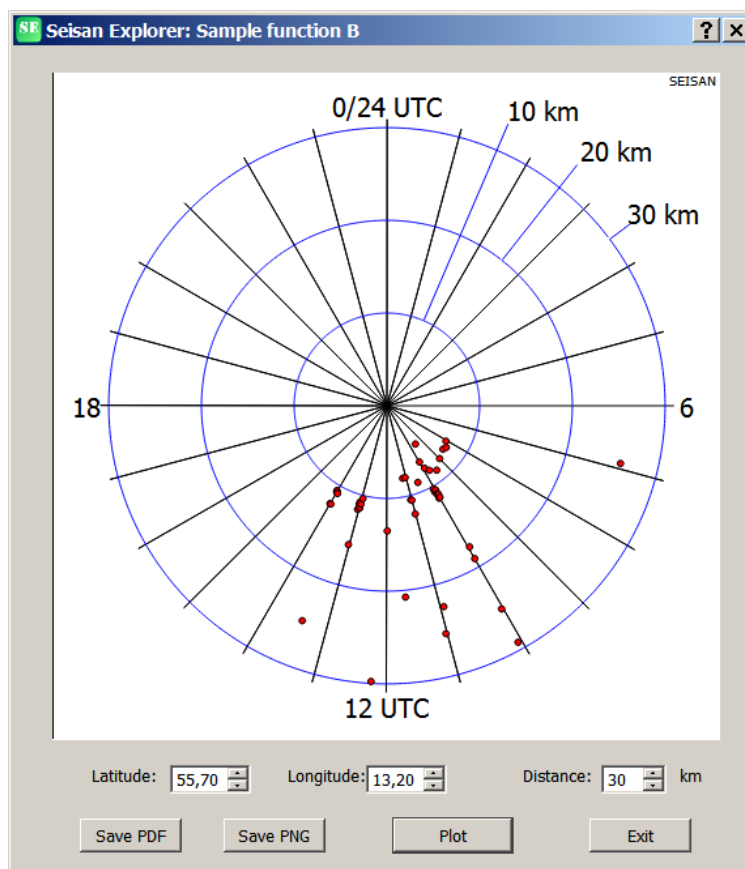 SE Seisan Explorer: Sample function B ? ×
SEISAN
0/24 UTC
10 km
20 km
30 km
18
6
12 UTC
Latitude: 55,70 Longitude: 13,20 Distance: 30 km
Save PDF Save PNG Plot Exit